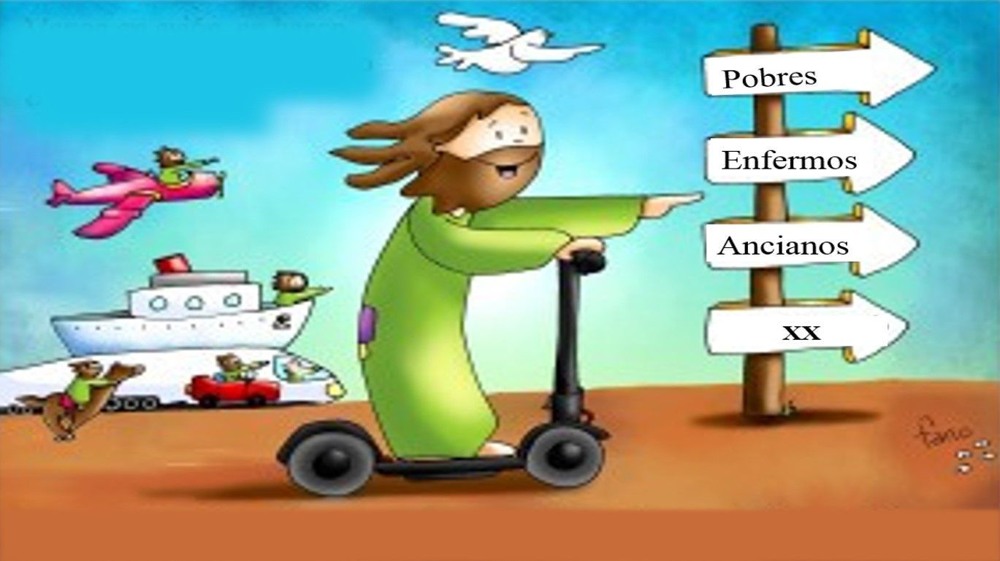 Pobres
Enfermos
Ancianos
xx
fano